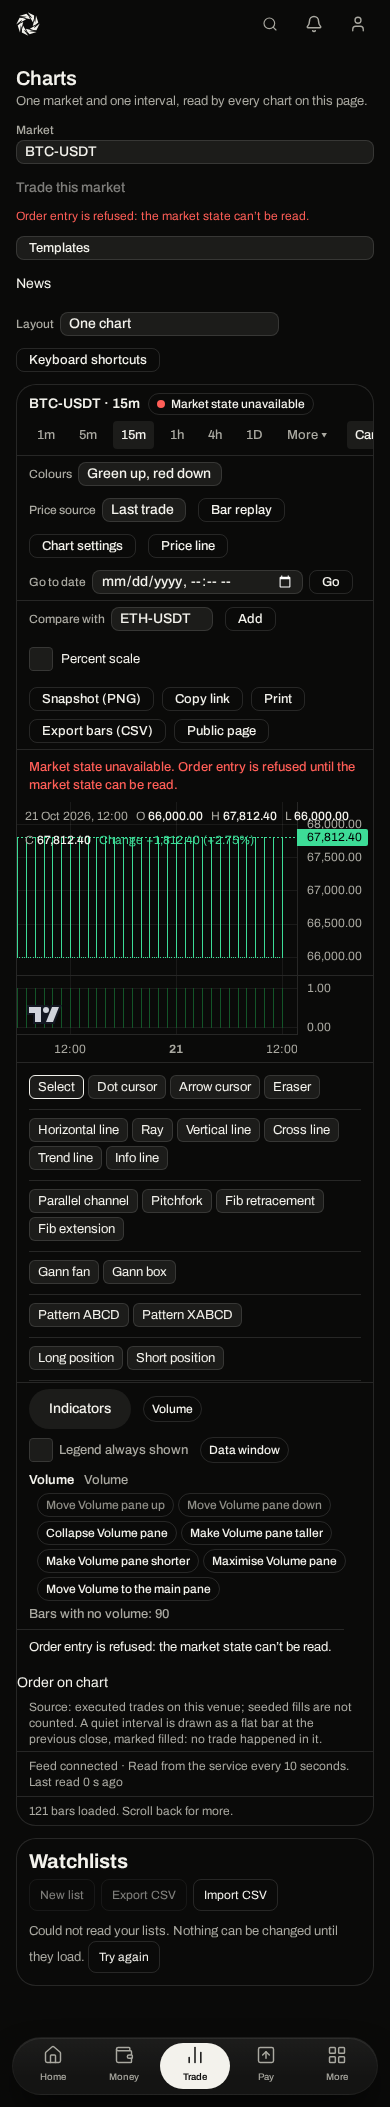 Charts
One market and one interval, read by every chart on this page.
Market
BTC-USDT
Trade this market
Order entry is refused: the market state can't be read.
Templates
News
Layout One chart
Keyboard shortcuts
BTC-USDT · 15m Market state unavailable
1m 5m 15m 1h 4h 1D More ▾
Colours Green up, red down
Price source Last trade Bar replay
Chart settings Price line
Go to date mm/dd/yyyy, --:-- -- Go
Compare with ETH-USDT Add
Percent scale
Snapshot (PNG) Copy link Print
Export bars (CSV) Public page
Market state unavailable. Order entry is refused until the
market state can be read.
21 Oct 2026, 12:00 O 66,000.00 H 67,812.40 L 66,000.00
68,000.00
C 67,812.40 Change +1,812.40 (+2.75%)
67,812.40
67,500.00
67,000.00
66,500.00
66,000.00
1.00
0.00
12:00 21 12:00
Select Dot cursor Arrow cursor Eraser
Horizontal line Ray Vertical line Cross line
Trend line Info line
Parallel channel Pitchfork Fib retracement
Fib extension
Gann fan Gann box
Pattern ABCD Pattern XABCD
Long position Short position
Indicators Volume
Legend always shown Data window
Volume Volume
Move Volume pane up Move Volume pane down
Collapse Volume pane Make Volume pane taller
Make Volume pane shorter Maximise Volume pane
Move Volume to the main pane
Bars with no volume: 90
Order entry is refused: the market state can't be read.
Order on chart
Source: executed trades on this venue; seeded fills are not
counted. A quiet interval is drawn as a flat bar at the
previous close, marked filled: no trade happened in it.
Feed connected · Read from the service every 10 seconds.
Last read 0 s ago
121 bars loaded. Scroll back for more.
Watchlists
New list Export CSV Import CSV
Could not read your lists. Nothing can be changed until
they load. Try again
Home Money Trade Pay More